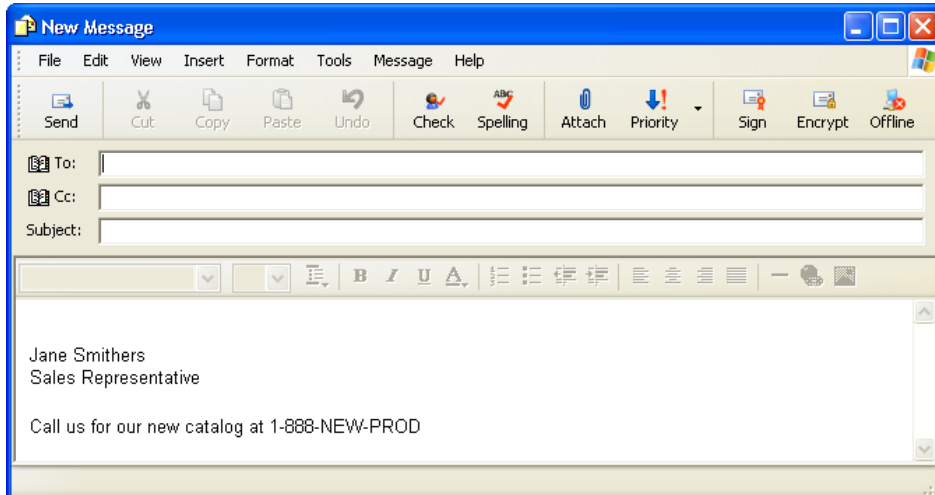 New Message
File Edit View Insert Format Tools Message Help
ABC
Send Cut Copy Paste Undo Check Spelling Attach Priority Sign Encrypt Offline
To:
Cc:
Subject:
B I U A
Jane Smithers
Sales Representative
Call us for our new catalog at 1-888-NEW-PROD